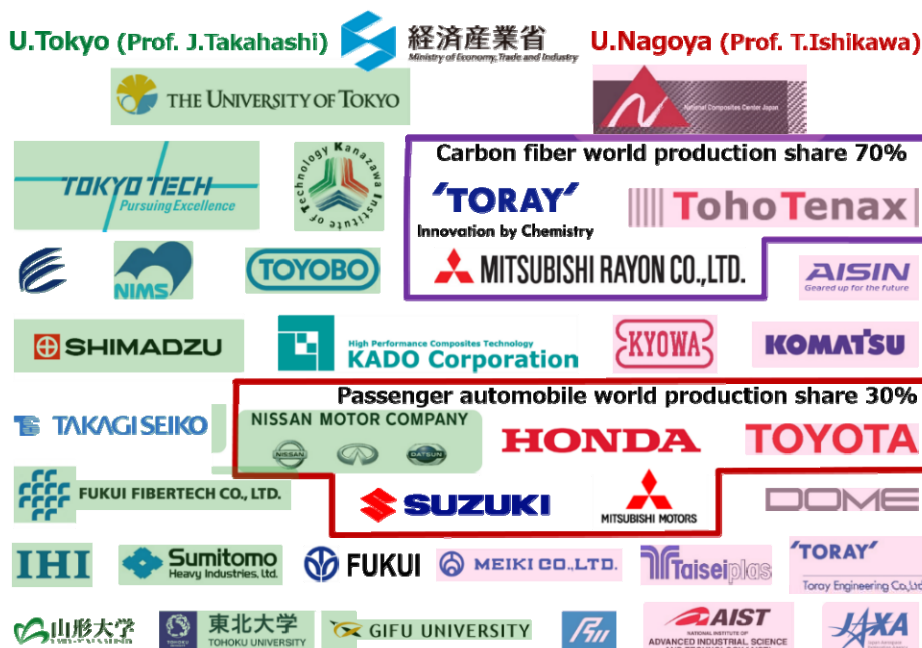 U.Tokyo (Prof. J.Takahashi)
経済産業省
Ministry of Economy, Trade and Industry
U.Nagoya (Prof. T.Ishikawa)
THE UNIVERSITY OF TOKYO
National Composites Center Japan
TOKYO TECH
Pursuing Excellence
Kanazawa Institute of Technology
Carbon fiber world production share 70%
'TORAY'
Innovation by Chemistry
TohoTenax
MITSUBISHI RAYON CO.,LTD.
NIMS
TOYOBO
AISIN
Geared up for the future
SHIMADZU
High Performance Composites Technology
KADO Corporation
KYOWA
KOMATSU
Passenger automobile world production share 30%
TAKAGI SEIKO
NISSAN MOTOR COMPANY
NISSAN
DATSUN
HONDA
TOYOTA
FUKUI FIBERTECH CO., LTD.
SUZUKI
MITSUBISHI MOTORS
DOME
IHI
Sumitomo
Heavy Industries, Ltd.
FUKUI
MEIKI CO.,LTD.
Taiseiplas
'TORAY'
Toray Engineering Co.,Ltd
山形大学
東北大学
TOHOKU UNIVERSITY
GIFU UNIVERSITY
AIST
NATIONAL INSTITUTE OF
ADVANCED INDUSTRIAL SCIENCE
JAXA